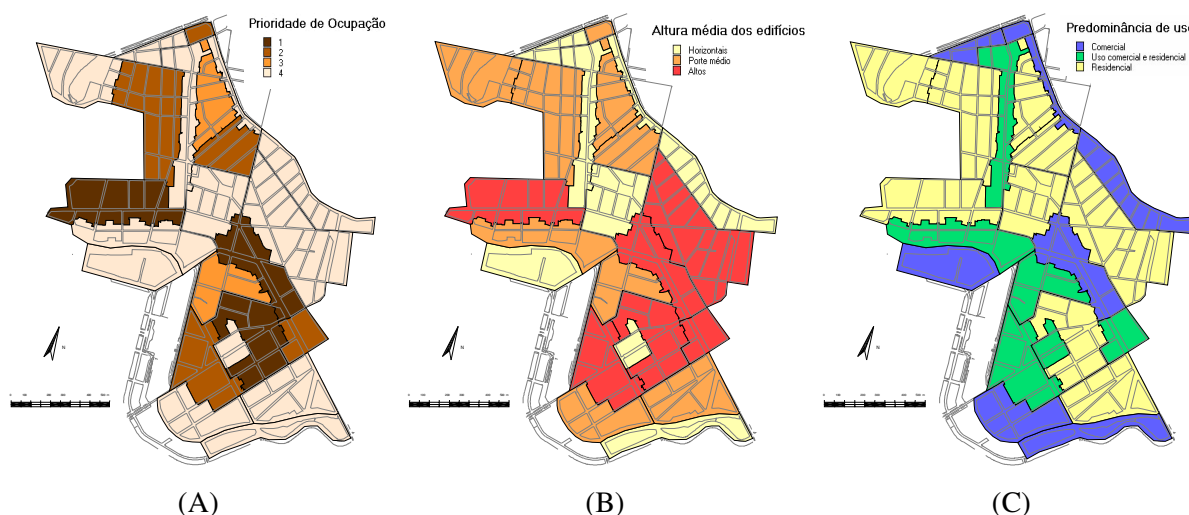 Prioridade de Ocupação
1
2
3
4
N
(A)
Altura média dos edifícios
Horizontais
Porte médio
Altos
N
(B)
Predominância de uso
Comercial
Uso comercial e residencial
Residencial
N
(C)